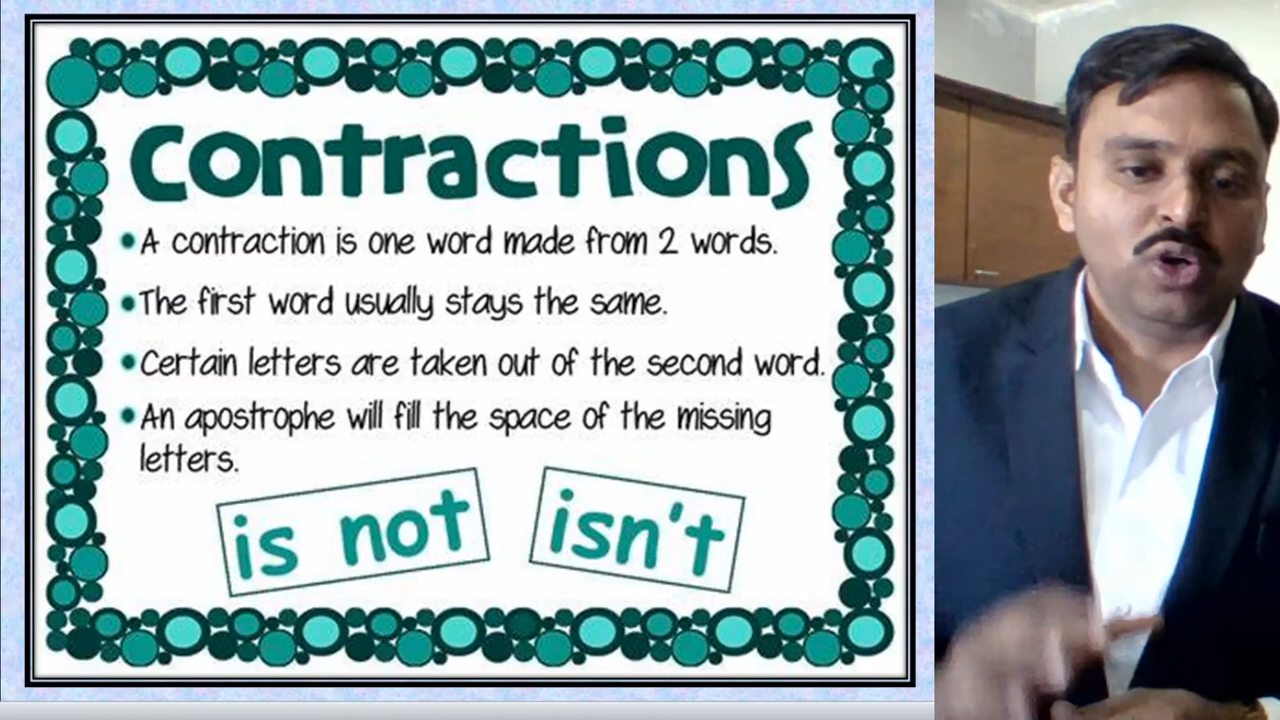 Contractions
A contraction is one word made from 2 words.
The first word usually stays the same.
Certain letters are taken out of the second word.
An apostrophe will fill the space of the missing
letters.
is not
isn't